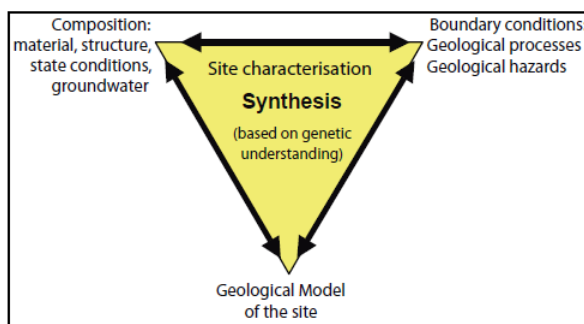 Composition:
material, structure,
state conditions,
groundwater
Boundary conditions:
Geological processes
Geological hazards
Site characterisation
Synthesis
(based on genetic
understanding)
Geological Model
of the site